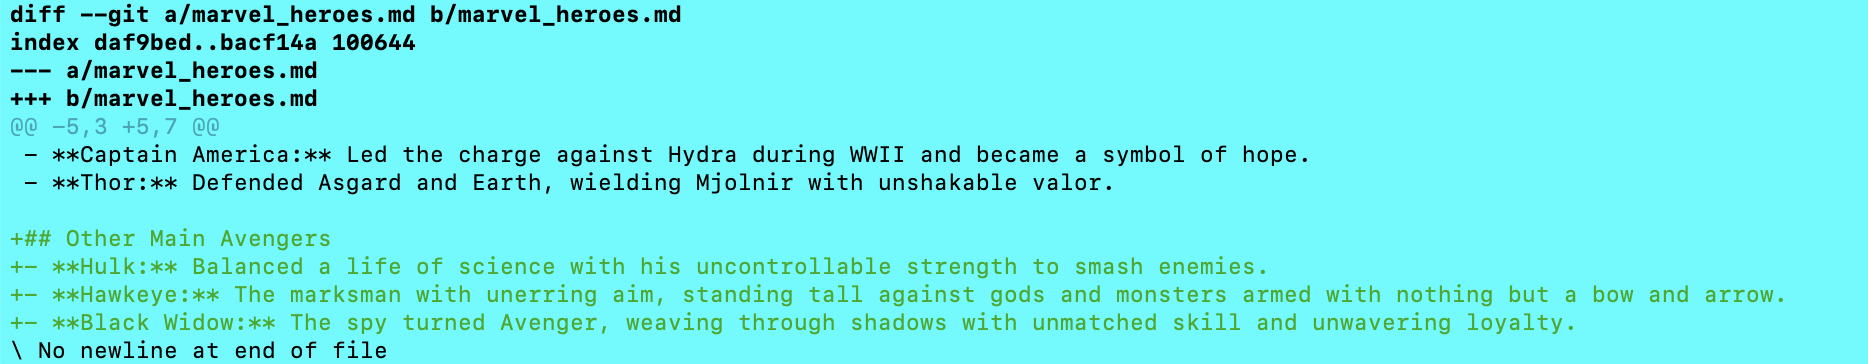 diff --git a/marvel_heroes.md b/marvel_heroes.md
index daf9bed..bacf14a 100644
--- a/marvel_heroes.md
+++ b/marvel_heroes.md
@@ -5,3 +5,7 @@
 - **Captain America:** Led the charge against Hydra during WWII and became a symbol of hope.
 - **Thor:** Defended Asgard and Earth, wielding Mjolnir with unshakable valor.

+## Other Main Avengers
+- **Hulk:** Balanced a life of science with his uncontrollable strength to smash enemies.
+- **Hawkeye:** The marksman with unerring aim, standing tall against gods and monsters armed with nothing but a bow and arrow.
+- **Black Widow:** The spy turned Avenger, weaving through shadows with unmatched skill and unwavering loyalty.
\ No newline at end of file